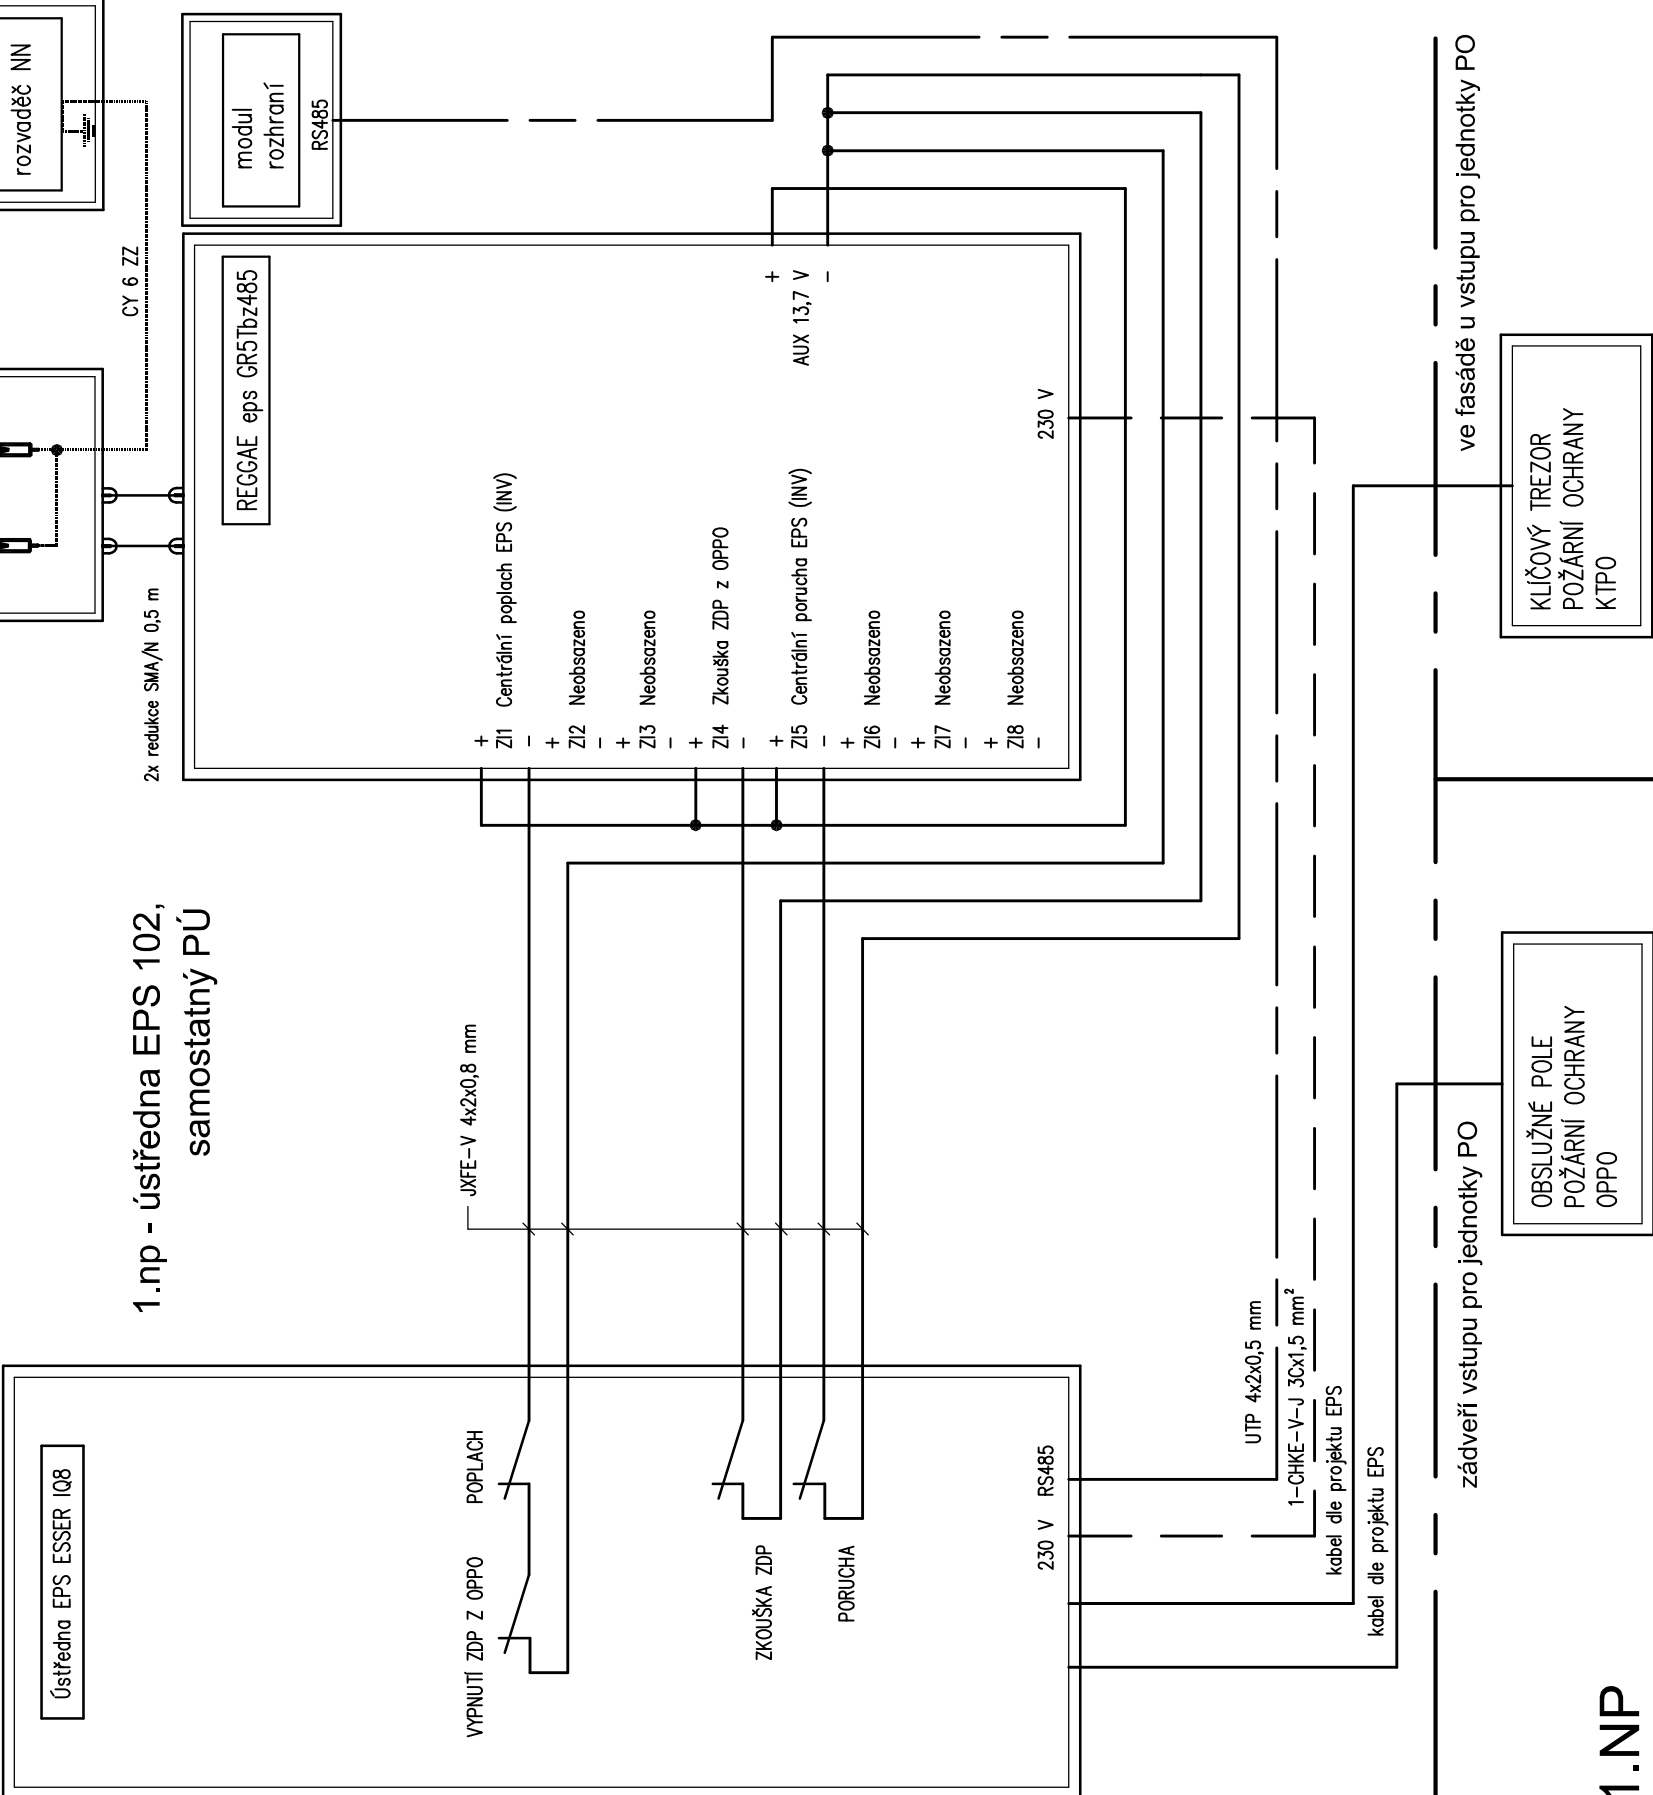 rozvaděč NN
modul
rozhraní
RS485
CY 6 ZZ
2x redukce SMA/N 0,5 m
REGGAE eps GR5Tbz485
+
AUX 13,7 V
-
230 V
+
ZI1 Centrální poplach EPS (INV)
-
+
ZI2 Neobsazeno
-
+
ZI3 Neobsazeno
-
+
ZI4 Zkouška ZDP z OPPO
-
+
ZI5 Centrální porucha EPS (INV)
-
+
ZI6 Neobsazeno
-
+
ZI7 Neobsazeno
-
+
ZI8 Neobsazeno
-
1.np - ústředna EPS 102,
samostatný PÚ
JXFE-V 4x2x0,8 mm
Ústředna EPS ESSER IQ8
VYPNUTÍ ZDP Z OPPO
POPLACH
ZKOUŠKA ZDP
PORUCHA
230 V
RS485
UTP 4x2x0,5 mm
1-CHKE-V-J 3Cx1,5 mm²
kabel dle projektu EPS
kabel dle projektu EPS
ve fasádě u vstupu pro jednotky PO
KLÍČOVÝ TREZOR
POŽÁRNÍ OCHRANY
KTPO
zádveří vstupu pro jednotky PO
OBSLUŽNÉ POLE
POŽÁRNÍ OCHRANY
OPPO
1.NP